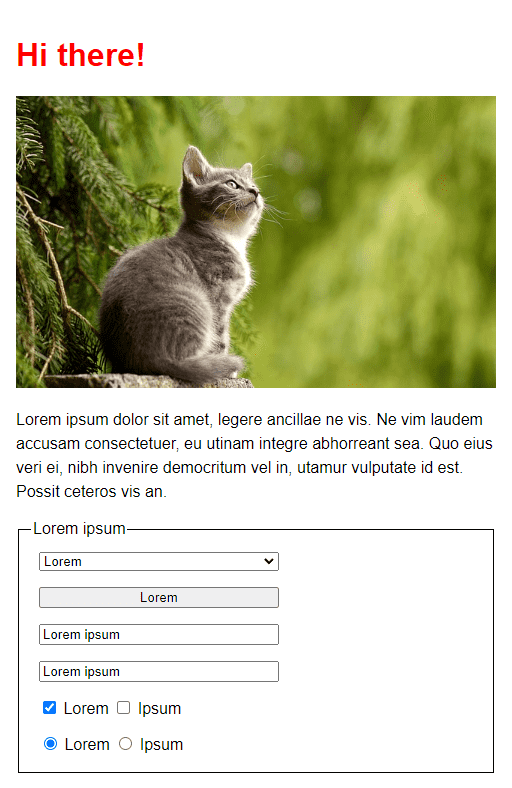 Hi there!
Lorem ipsum dolor sit amet, legere ancillae ne vis. Ne vim laudem
accusam consectetuer, eu utinam integre abhorreant sea. Quo eius
veri ei, nibh invenire democritum vel in, utamur vulputate id est.
Possit ceteros vis an.
Lorem ipsum
Lorem
Lorem
Lorem ipsum
Lorem ipsum
Lorem Ipsum
Lorem Ipsum